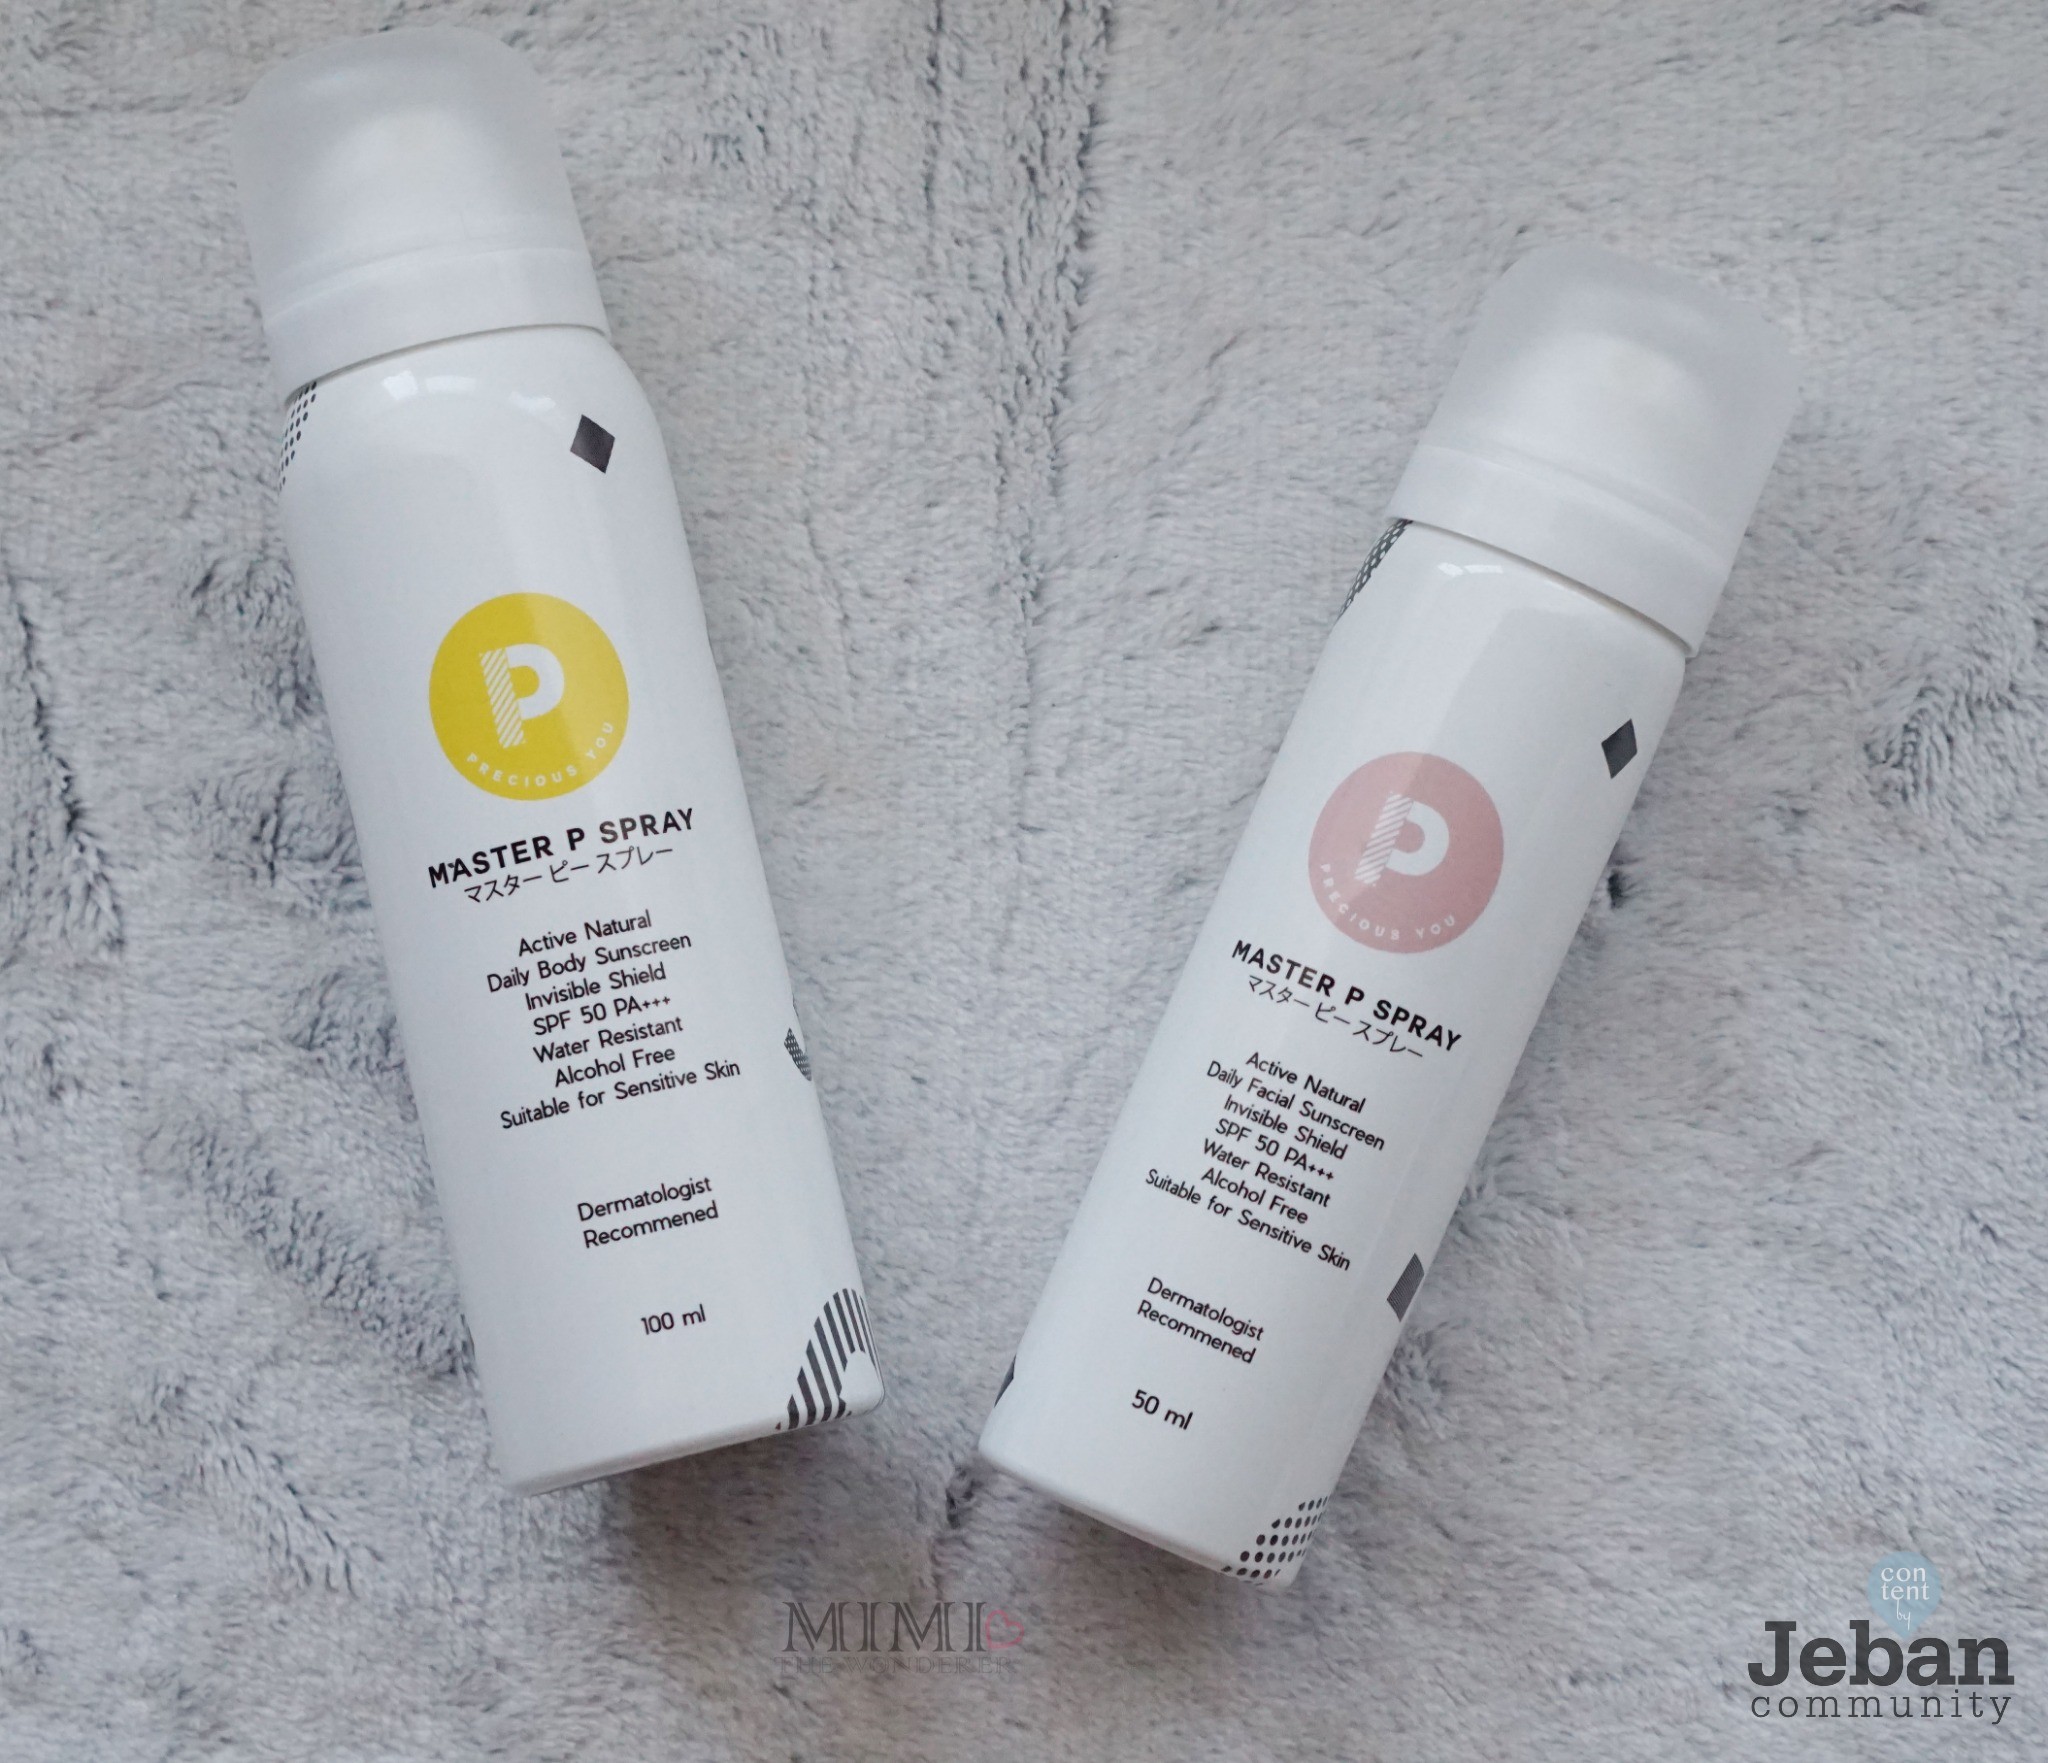 P
PRECIOUS YOU
MASTER P SPRAY
マスター ピー スプレー
Active Natural
Daily Body Sunscreen
Invisible Shield
SPF 50 PA+++
Water Resistant
Alcohol Free
Suitable for Sensitive Skin
Dermatologist
Recommened
100 ml
P
PRECIOUS YOU
MASTER P SPRAY
マスター ピー スプレー
Active Natural
Daily Facial Sunscreen
Invisible Shield
SPF 50 PA+++
Water Resistant
Alcohol Free
Suitable for Sensitive Skin
Dermatologist
Recommened
50 ml
MIMI
THE WONDERER
con
tent
by
Jeban
community